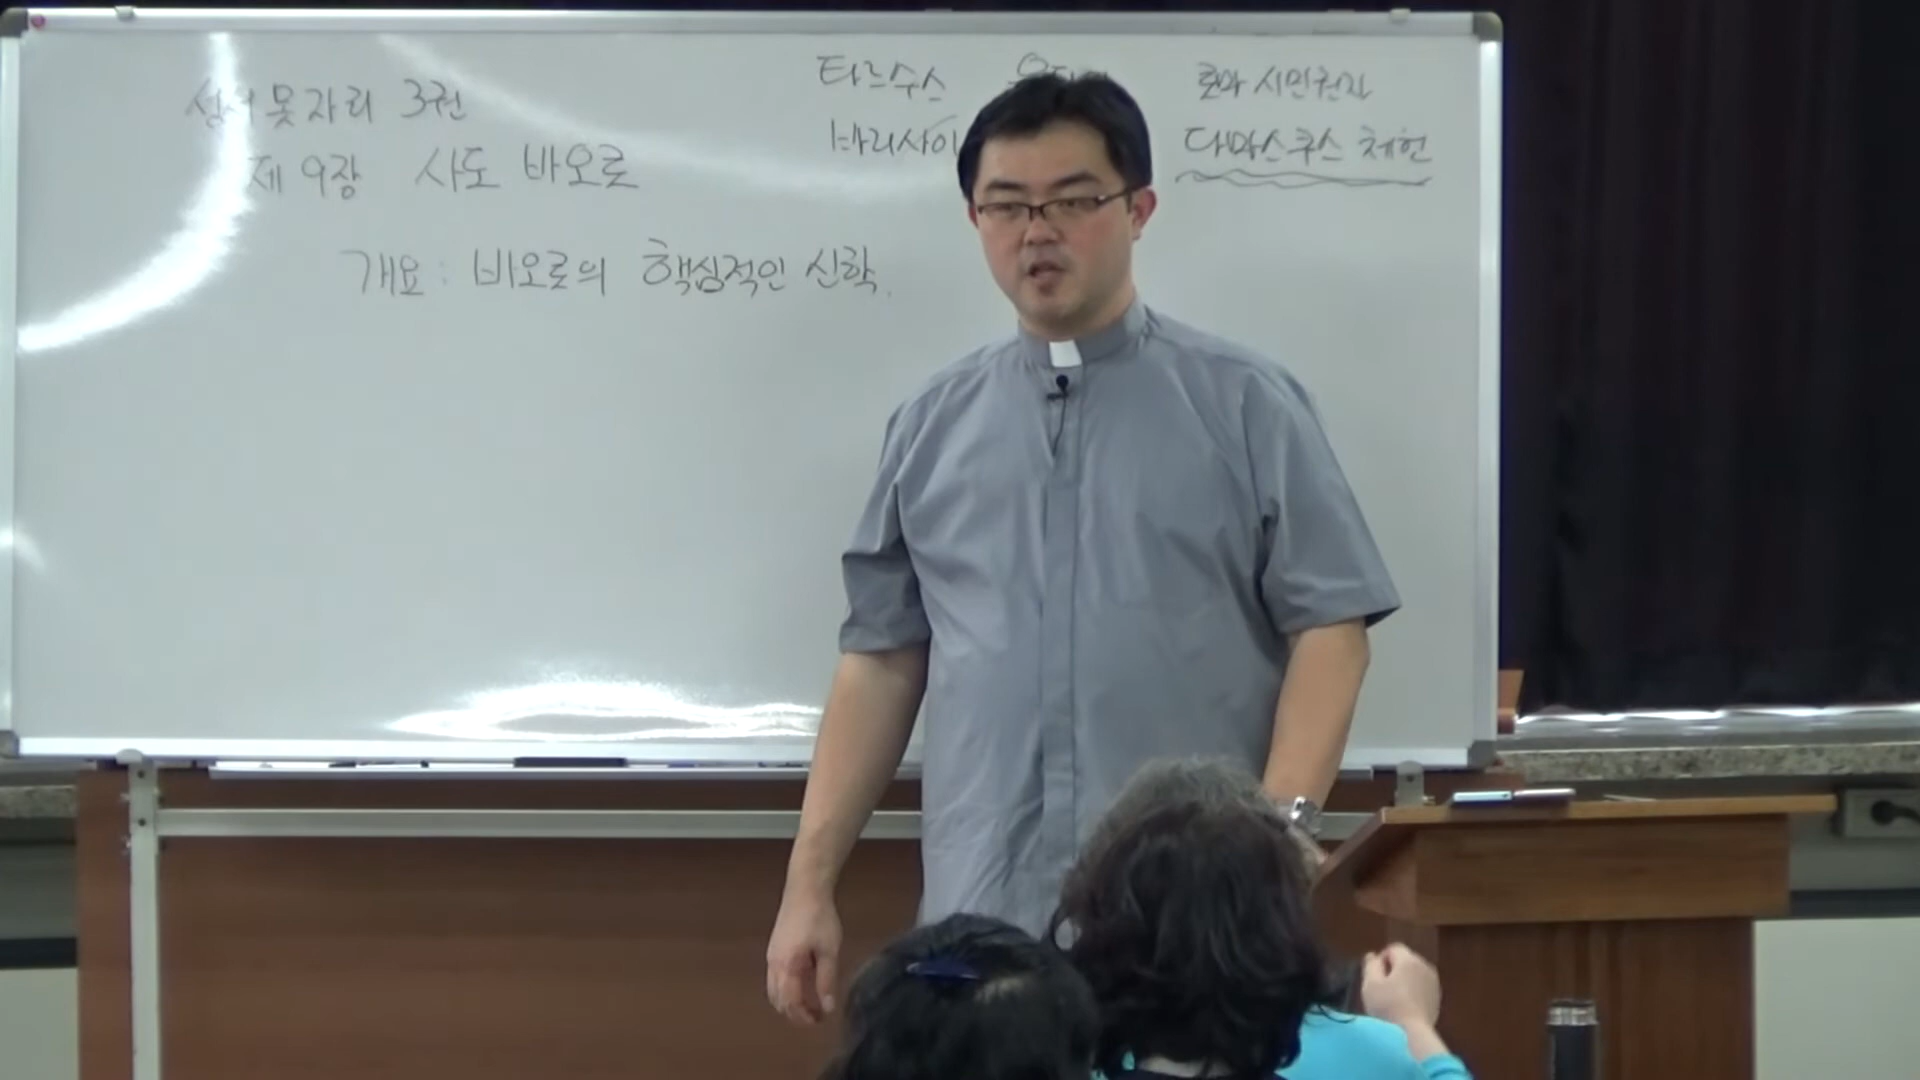 못자리 3권
제 9장 사도 바오로
개요 : 바오로의 핵심적인 신학.
타르수스
로마 시민권자
바리사이
다마스쿠스 체험